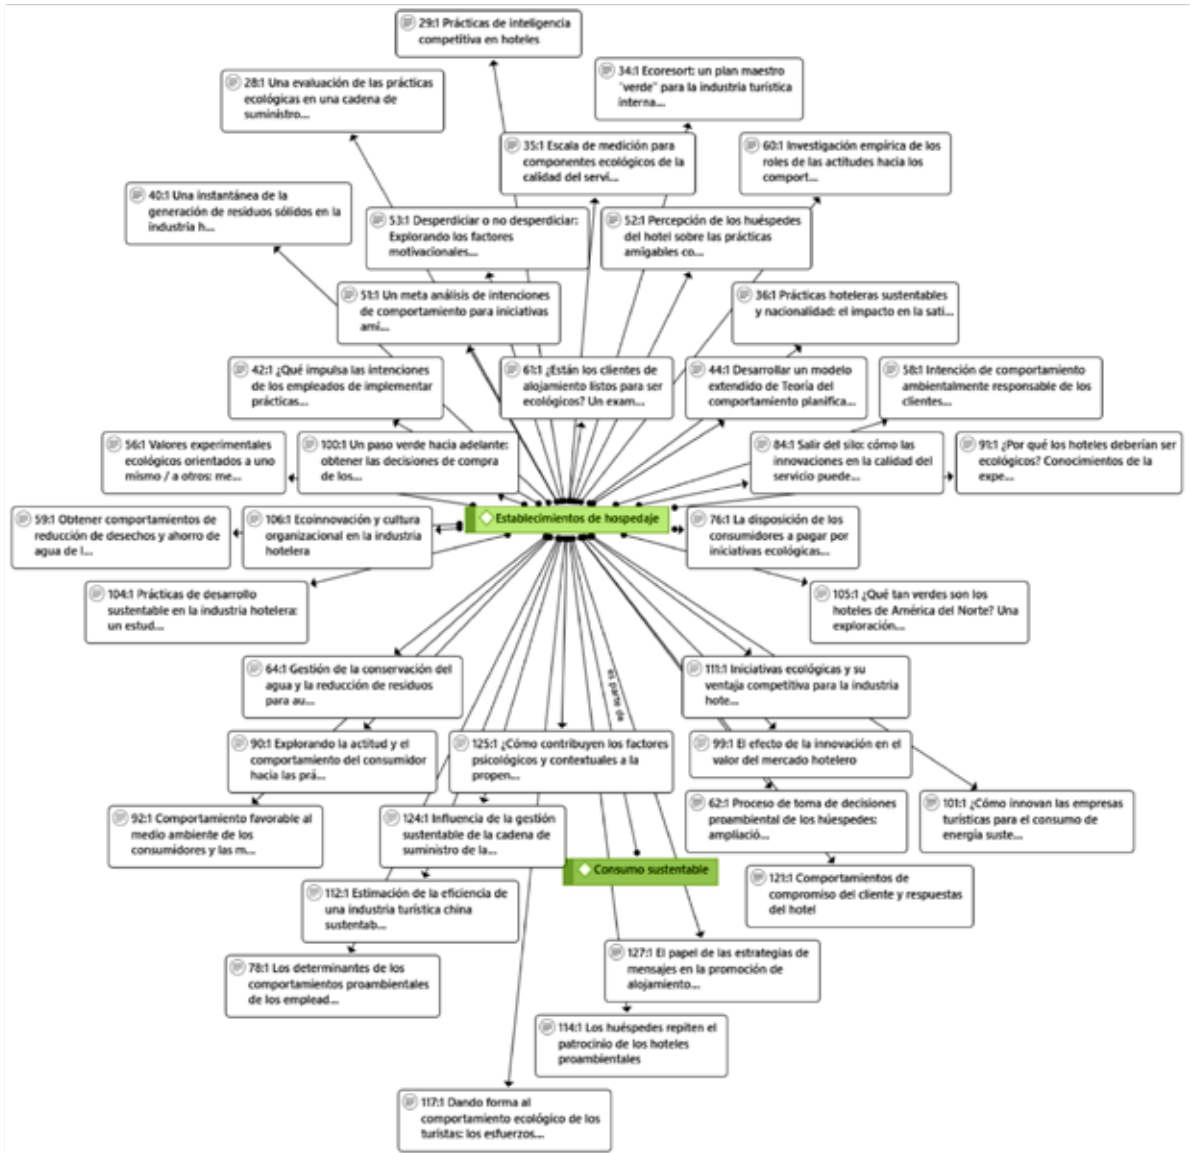 29:1 Prácticas de inteligencia
competitiva en hoteles
28:1 Una evaluación de las prácticas
ecológicas en una cadena de
suministro...
34:1 Ecoresort: un plan maestro
"verde" para la industria turística
interna...
35:1 Escala de medición para
componentes ecológicos de la
calidad del servi...
60:1 Investigación empírica de los
roles de las actitudes hacia los
comport...
40:1 Una instantánea de la
generación de residuos sólidos en la
industria h...
53:1 Desperdiciar o no desperdiciar:
Explorando los factores
motivacionales...
52:1 Percepción de los huéspedes
del hotel sobre las prácticas
amigables co...
51:1 Un meta análisis de intenciones
de comportamiento para iniciativas
ami...
36:1 Prácticas hoteleras sustentables
y nacionalidad: el impacto en la sati...
42:1 ¿Qué impulsa las intenciones
de los empleados de implementar
prácticas...
61:1 ¿Están los clientes de
alojamiento listos para ser
ecológicos? Un exam...
44:1 Desarrollar un modelo
extendido de Teoría del
comportamiento planifica...
58:1 Intención de comportamiento
ambientalmente responsable de los
clientes...
56:1 Valores experimentales
ecológicos orientados a uno
mismo / a otros: me...
100:1 Un paso verde hacia adelante:
obtener las decisiones de compra
de los...
84:1 Salir del silo: cómo las
innovaciones en la calidad del
servicio puede...
91:1 ¿Por qué los hoteles deberían ser
ecológicos? Conocimientos de la
expe...
59:1 Obtener comportamientos de
reducción de desechos y ahorro de
agua de l...
106:1 Ecoinnovación y cultura
organizacional en la industria
hotelera
Establecimientos de hospedaje
76:1 La disposición de los
consumidores a pagar por
iniciativas ecológicas...
104:1 Prácticas de desarrollo
sustentable en la industria hotelera:
un estud...
105:1 ¿Qué tan verdes son los
hoteles de América del Norte? Una
exploración...
64:1 Gestión de la conservación del
agua y la reducción de residuos
para au...
es parte de
111:1 Iniciativas ecológicas y su
ventaja competitiva para la industria
hote...
90:1 Explorando la actitud y el
comportamiento del consumidor
hacia las prá...
125:1 ¿Cómo contribuyen los factores
psicológicos y contextuales a la
propen...
99:1 El efecto de la innovación en el
valor del mercado hotelero
92:1 Comportamiento favorable al
medio ambiente de los
consumidores y las m...
124:1 Influencia de la gestión
sustentable de la cadena de
suministro de la...
62:1 Proceso de toma de decisiones
proambiental de los húespedes:
ampliació...
101:1 ¿Cómo innovan las empresas
turísticas para el consumo de
energía suste...
Consumo sustentable
121:1 Comportamientos de
compromiso del cliente y respuestas
del hotel
112:1 Estimación de la eficiencia de
una industria turística china
sustentab...
127:1 El papel de las estrategias de
mensajes en la promoción de
alojamiento...
78:1 Los determinantes de los
comportamientos proambientales
de los emplead...
114:1 Los huéspedes repiten el
patrocinio de los hoteles
proambientales
117:1 Dando forma al
comportamiento ecológico de los
turistas: los esfuerzos...